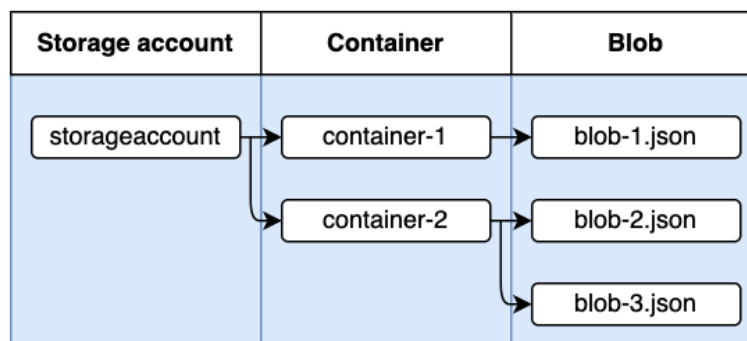 Storage account Container Blob
storageaccount container-1 blob-1.json
container-2 blob-2.json
blob-3.json